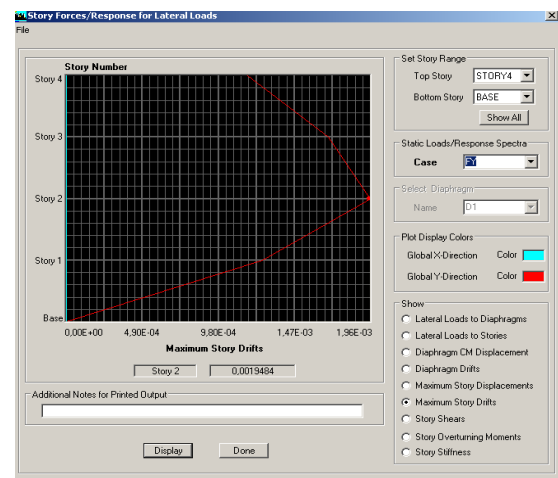 Story Forces/Response for Lateral Loads
File
Story Number
Story 4
Story 3
Story 2
Story 1
Base
0,00E+00 4,90E-04 9,80E-04 1,47E-03 1,96E-03
Maximum Story Drifts
Story 2 0,0019484
Additional Notes for Printed Output
Display Done
Set Story Range
Top Story STORY4
Bottom Story BASE
Show All
Static Loads/Response Spectra
Case FY
Select Diaphragm
Name D1
Plot Display Colors
Global X-Direction Color
Global Y-Direction Color
Show
Lateral Loads to Diaphragms
Lateral Loads to Stories
Diaphragm CM Displacement
Diaphragm Drifts
Maximum Story Displacements
Maximum Story Drifts
Story Shears
Story Overturning Moments
Story Stiffness